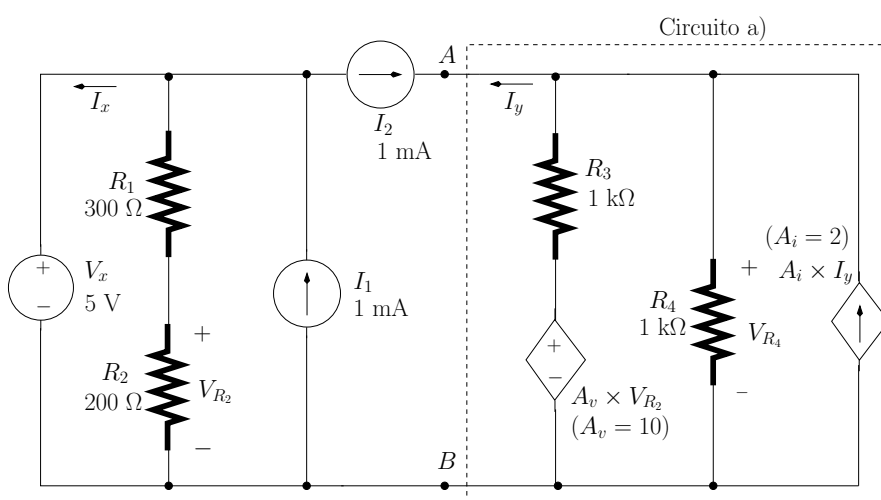 Circuito a)
A
I_x
I_2
1 mA
I_y
R_1
300 Ω
R_3
1 kΩ
(A_i = 2)
A_i × I_y
+
−
V_x
5 V
I_1
1 mA
+
R_4
1 kΩ
V_{R_4}
-
+
R_2
200 Ω
V_{R_2}
−
+
−
A_v × V_{R_2}
(A_v = 10)
B